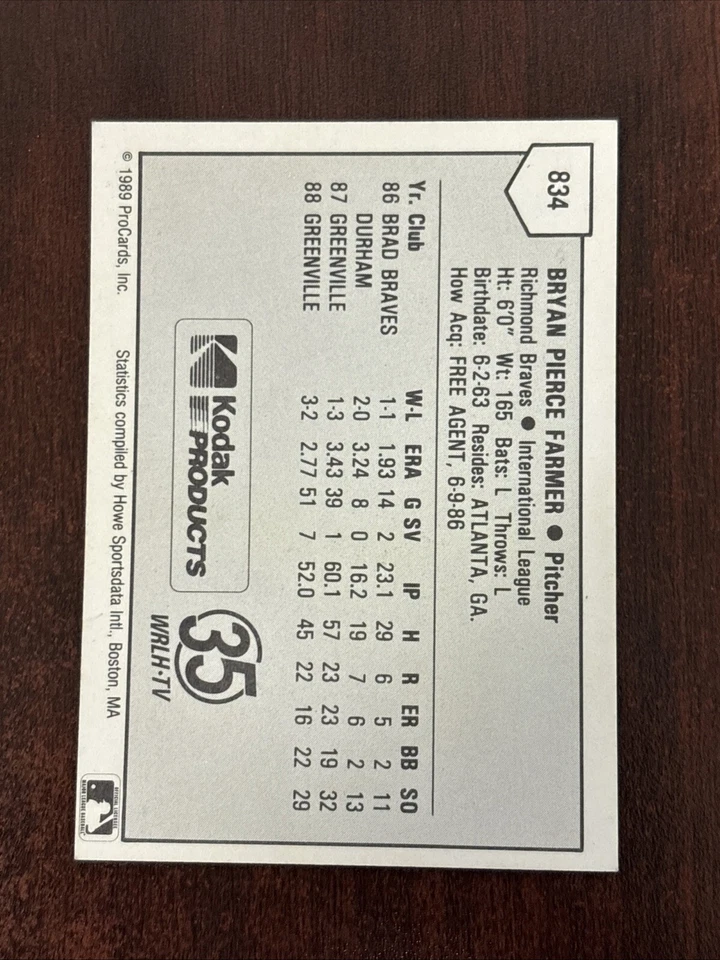 834
BRYAN PIERCE FARMER ● Pitcher
Richmond Braves ● International League
Ht: 6'0" Wt: 165 Bats: L Throws: L
Birthdate: 6-2-63 Resides: ATLANTA, GA.
How Acq: FREE AGENT, 6-9-86
Yr. Club W-L ERA G SV IP H R ER BB SO
86 BRAD BRAVES 1-1 1.93 14 2 23.1 29 6 5 2 11
DURHAM 2-0 3.24 8 0 16.2 19 7 6 2 13
87 GREENVILLE 1-3 3.43 39 1 60.1 57 23 23 19 32
88 GREENVILLE 3-2 2.77 51 7 52.0 45 22 16 22 29
Kodak
PRODUCTS
35
WRLH-TV
© 1989 ProCards, Inc. Statistics compiled by Howe Sportsdata Intl., Boston, MA